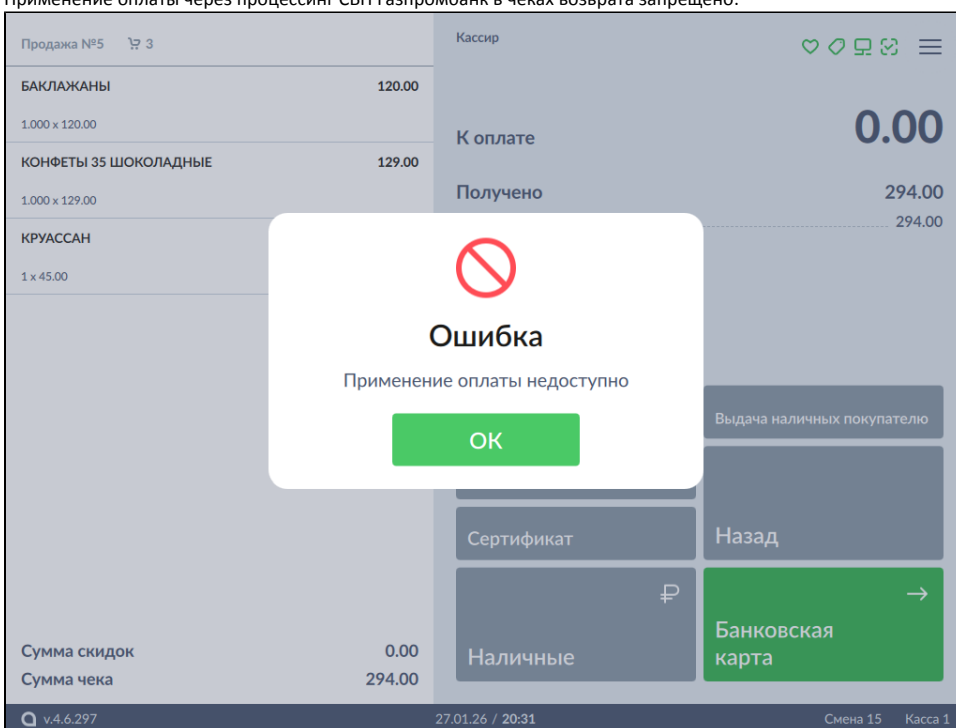 Применение оплаты через процессинг СБП Газпромбанк в чеках возврата запрещено.
Продажа №5 3
Кассир
БАКЛАЖАНЫ 120.00
1.000 x 120.00
К оплате 0.00
КОНФЕТЫ 35 ШОКОЛАДНЫЕ 129.00
1.000 x 129.00
Получено 294.00
294.00
КРУАССАН
1 x 45.00
Ошибка
Применение оплаты недоступно
ОК
Выдача наличных покупателю
Сертификат
Назад
₽
Наличные
Банковская
карта
Сумма скидок 0.00
Сумма чека 294.00
v.4.6.297 27.01.26 / 20:31 Смена 15 Касса 1